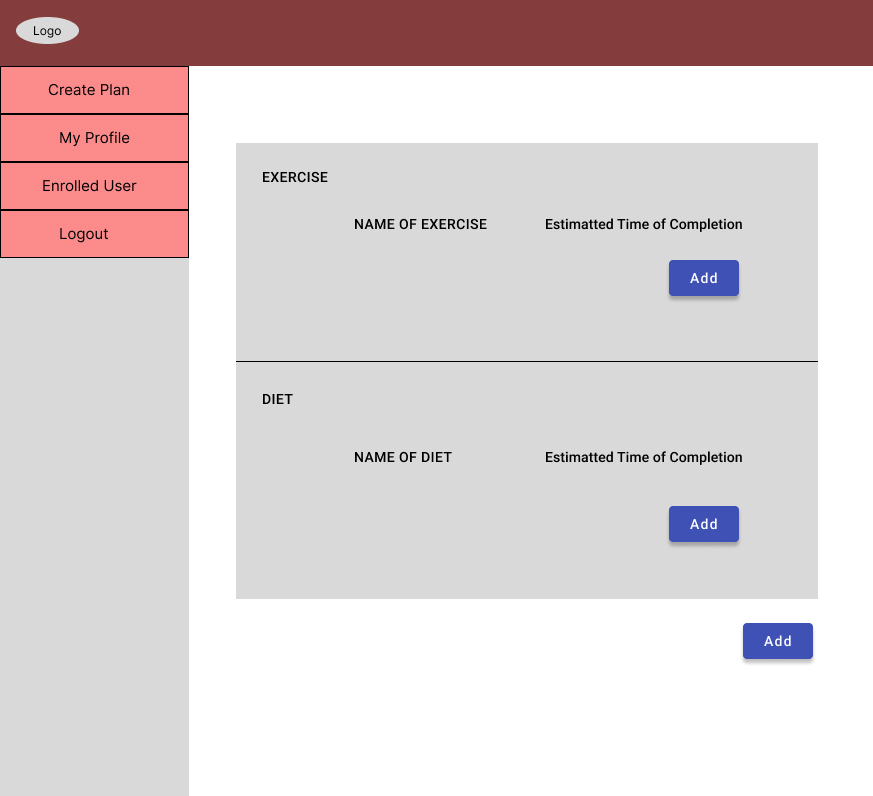 Logo
Create Plan
My Profile
Enrolled User
Logout
EXERCISE
NAME OF EXERCISE Estimatted Time of Completion
Add
DIET
NAME OF DIET Estimatted Time of Completion
Add
Add